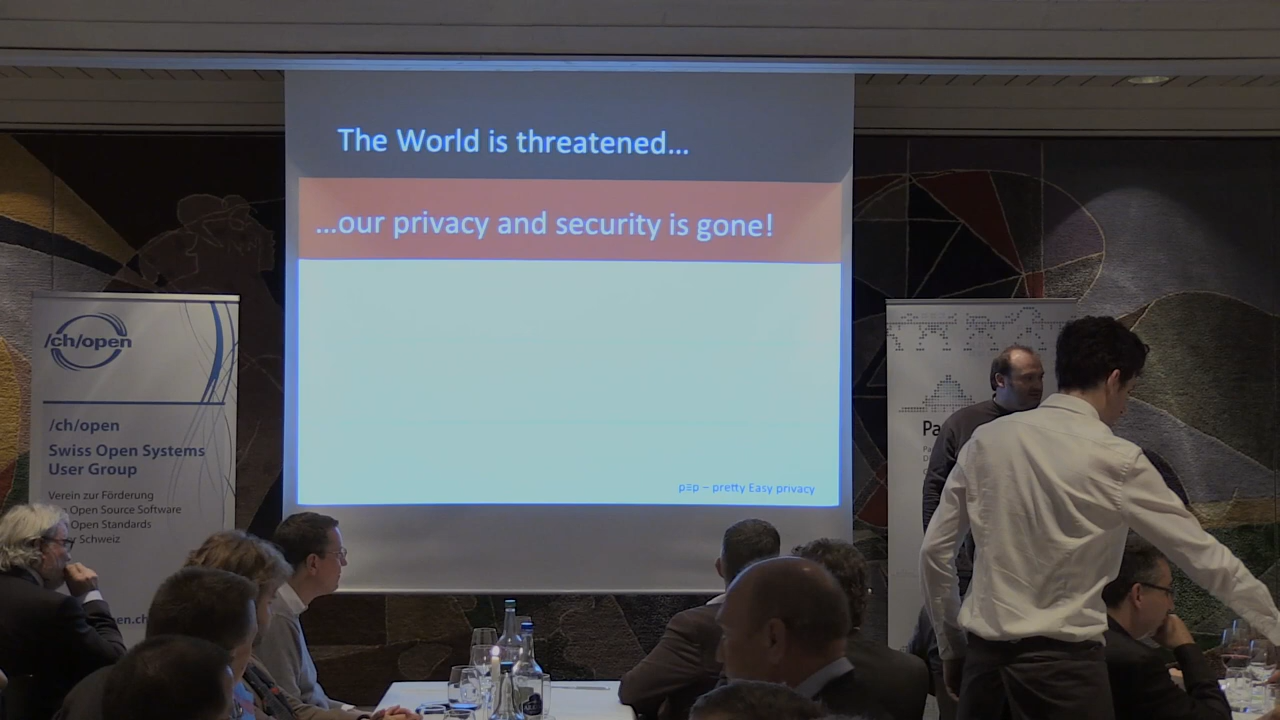 The World is threatened...
...our privacy and security is gone!
p≡p – pretty Easy privacy
/ch/open
/ch/open
Swiss Open Systems
User Group
Verein zur Förderung
Open Source Software
Open Standards
Schweiz